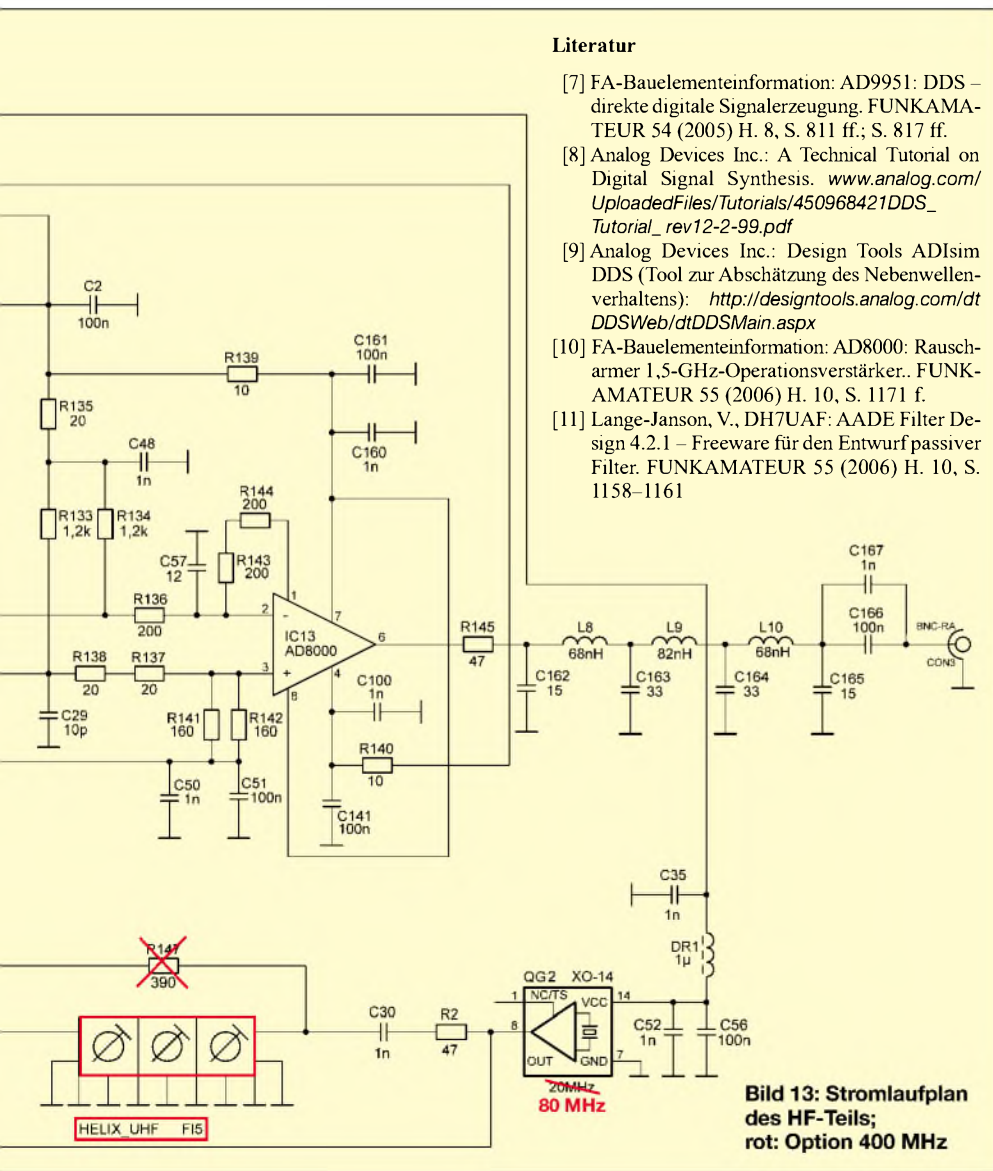 Literatur
[7] FA-Bauelementeinformation: AD9951: DDS –
direkte digitale Signalerzeugung. FUNKAMA-
TEUR 54 (2005) H. 8, S. 811 ff.; S. 817 ff.
[8] Analog Devices Inc.: A Technical Tutorial on
Digital Signal Synthesis. www.analog.com/
UploadedFiles/Tutorials/450968421DDS_
Tutorial_ rev12-2-99.pdf
[9] Analog Devices Inc.: Design Tools ADIsim
DDS (Tool zur Abschätzung des Nebenwellen-
verhaltens): http://designtools.analog.com/dt
DDSWeb/dtDDSMain.aspx
[10] FA-Bauelementeinformation: AD8000: Rausch-
armer 1,5-GHz-Operationsverstärker.. FUNK-
AMATEUR 55 (2006) H. 10, S. 1171 f.
[11] Lange-Janson, V., DH7UAF: AADE Filter De-
sign 4.2.1 – Freeware für den Entwurf passiver
Filter. FUNKAMATEUR 55 (2006) H. 10, S.
1158–1161
C2
100n
R139
10
C161
100n
R135
20
C160
1n
C48
1n
R144
200
R133
1,2k
R134
1,2k
C57
12
R143
200
R136
200
1
2
-
7
IC13
AD8000
6
3
+
4
8
R138
20
R137
20
R145
47
L8
68nH
L9
82nH
L10
68nH
C167
1n
C166
100n
BNC-RA
CON3
C162
15
C163
33
C164
33
C165
15
C29
10p
R141
160
R142
160
C100
1n
R140
10
C50
1n
C51
100n
C141
100n
C35
1n
DR1
1µ
R147
390
QG2 XO-14
1
NC/TS
VCC
14
8
OUT
GND
7
20MHz
80 MHz
C30
1n
R2
47
C52
1n
C56
100n
HELIX_UHF FI5
Bild 13: Stromlaufplan
des HF-Teils;
rot: Option 400 MHz